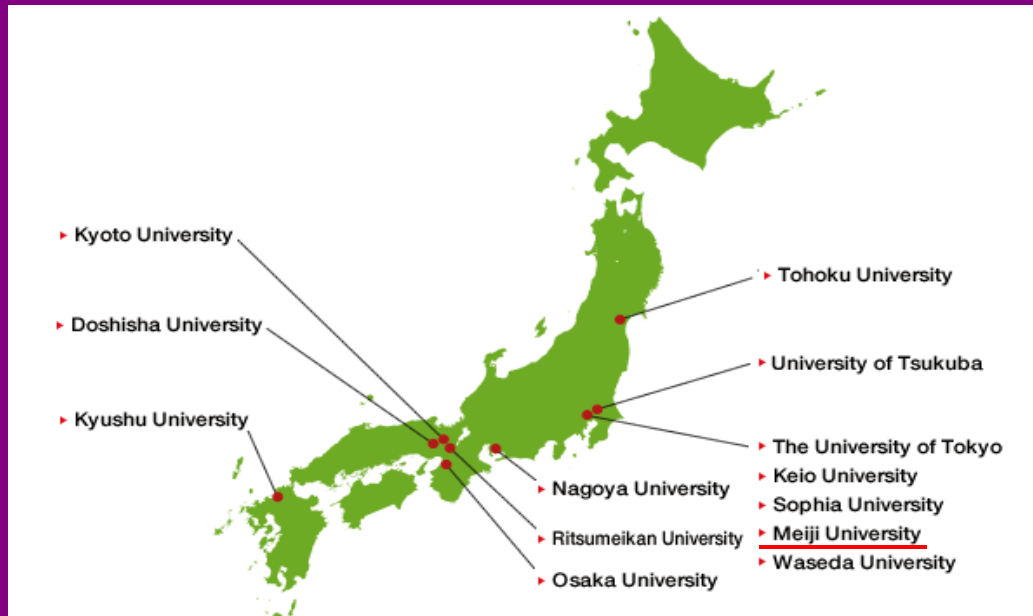 Kyoto University
Doshisha University
Kyushu University
Tohoku University
University of Tsukuba
The University of Tokyo
Keio University
Sophia University
Meiji University
Waseda University
Nagoya University
Ritsumeikan University
Osaka University